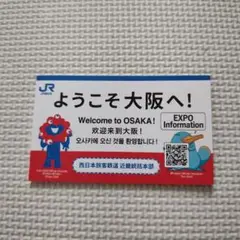 JR
ようこそ大阪へ!
Welcome to OSAKA!
欢迎来到大阪!
오사카에 오신 것을 환영합니다!
EXPO
Information
西日本旅客鉄道 近畿統括本部